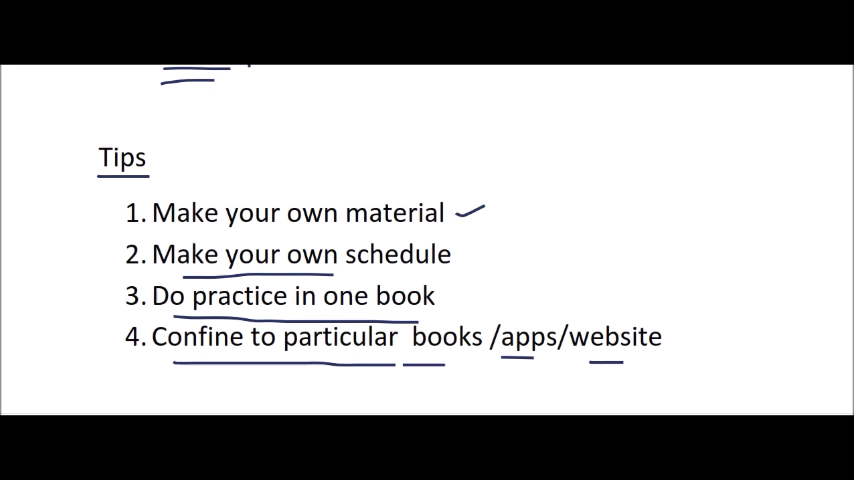 Tips
1. Make your own material
2. Make your own schedule
3. Do practice in one book
4. Confine to particular  books /apps/website